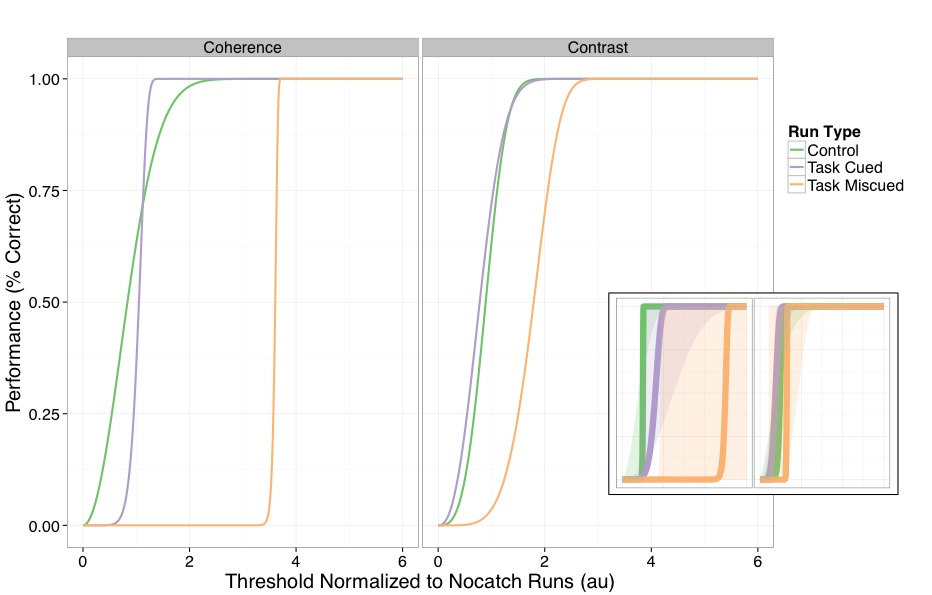 Coherence
Contrast
Performance (% Correct)
1.00
0.75
0.50
0.25
0.00
0
2
4
6
0
2
4
6
Threshold Normalized to Nocatch Runs (au)
Run Type
Control
Task Cued
Task Miscued